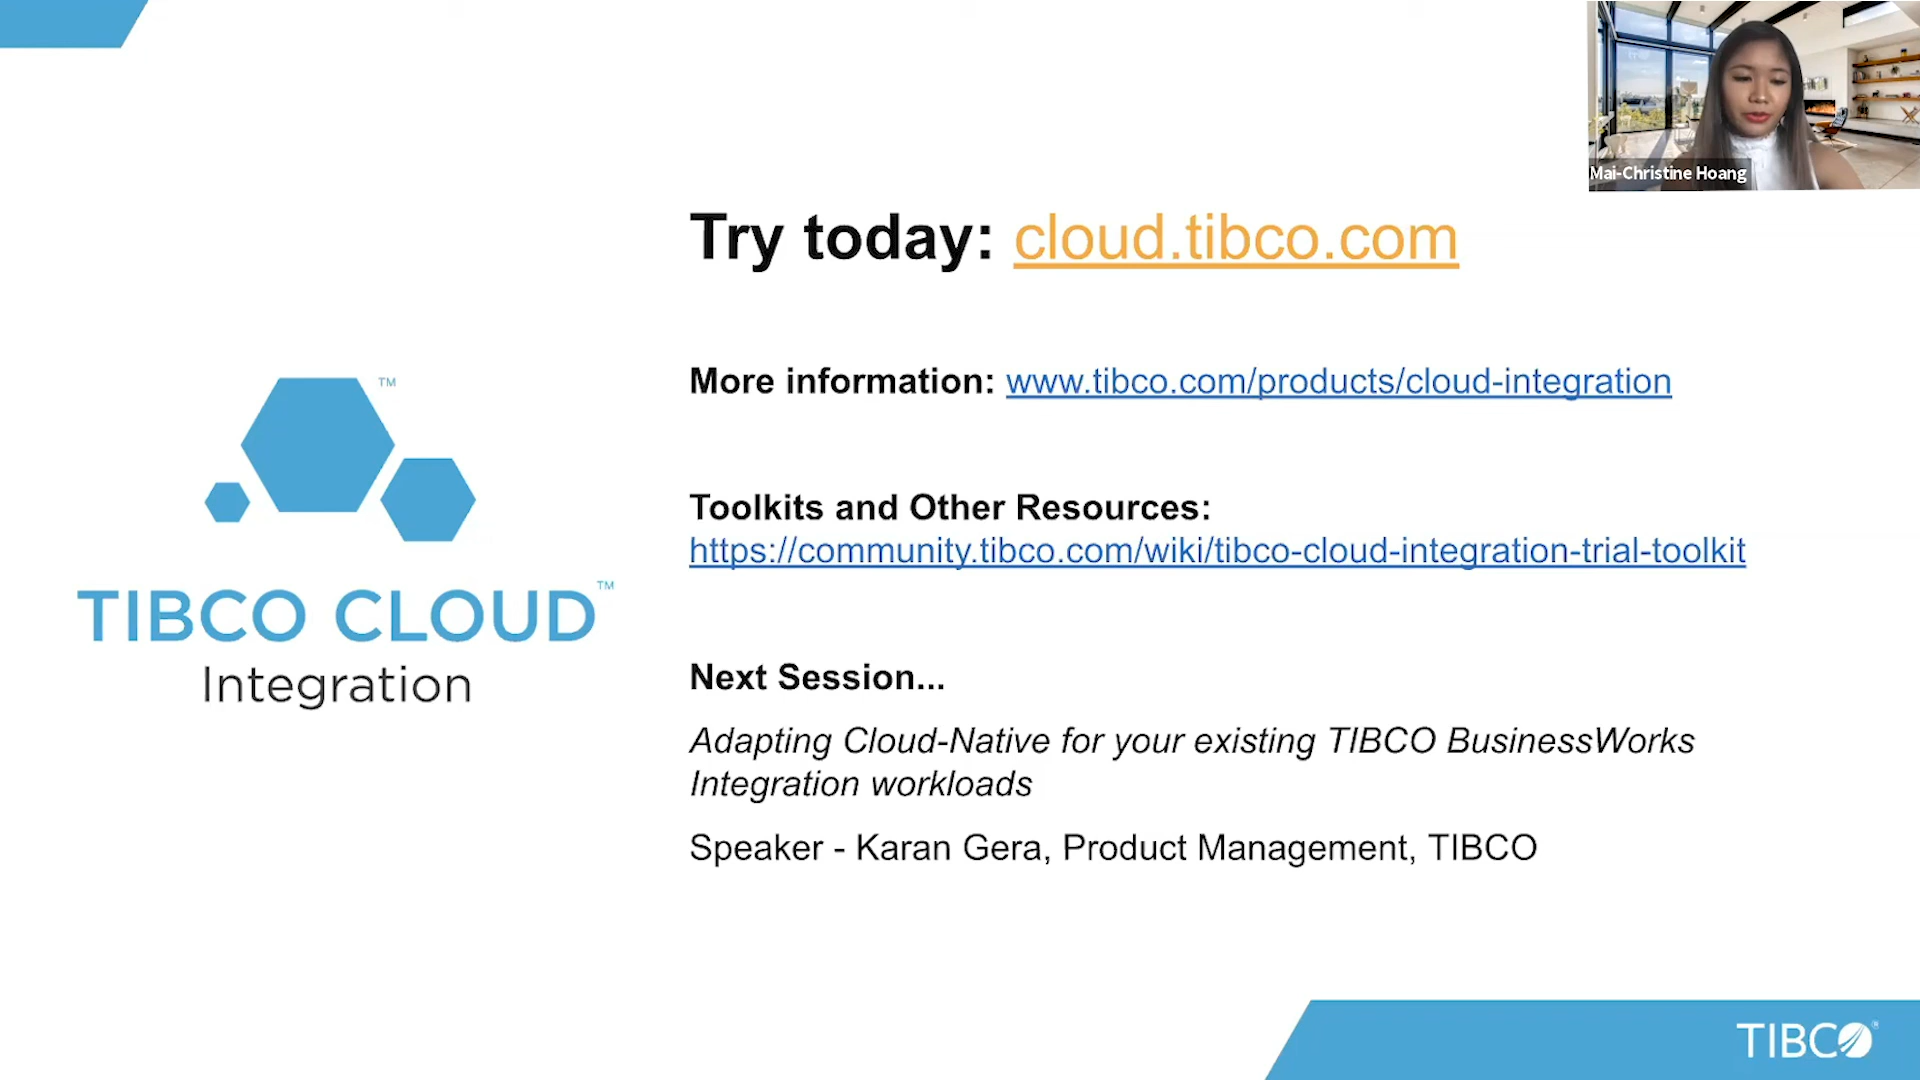 Mai-Christine Hoang
Try today: cloud.tibco.com
More information: www.tibco.com/products/cloud-integration
Toolkits and Other Resources:
https://community.tibco.com/wiki/tibco-cloud-integration-trial-toolkit
TM
TIBCO CLOUD™
Integration
Next Session...
Adapting Cloud-Native for your existing TIBCO BusinessWorks
Integration workloads
Speaker - Karan Gera, Product Management, TIBCO
TIBCO®